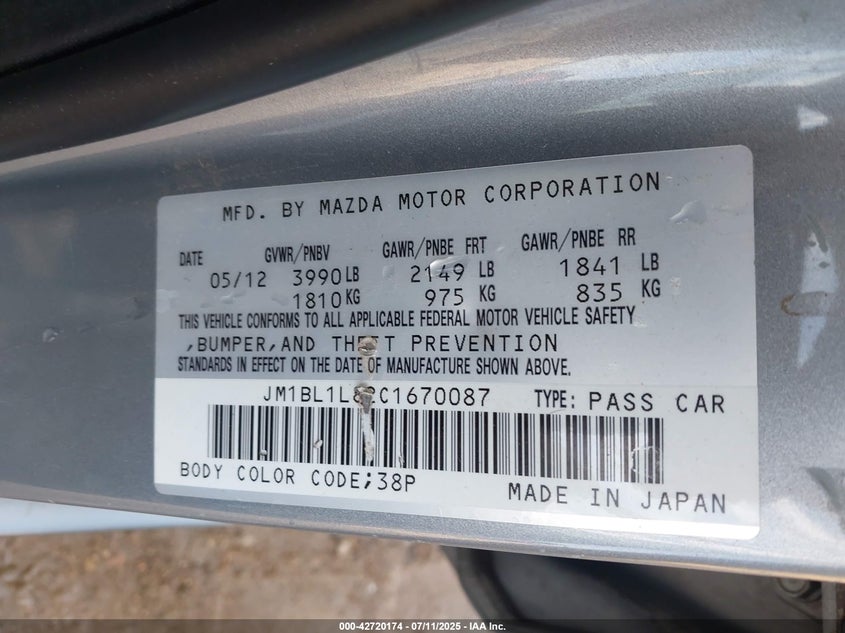 MFD. BY MAZDA MOTOR CORPORATION
DATE GVWR/PNBV GAWR/PNBE FRT GAWR/PNBE RR
05/12 3990 LB 2149 LB 1841 LB
1810 KG 975 KG 835 KG
THIS VEHICLE CONFORMS TO ALL APPLICABLE FEDERAL MOTOR VEHICLE SAFETY
,BUMPER,AND THEFT PREVENTION
STANDARDS IN EFFECT ON THE DATE OF MANUFACTURE SHOWN ABOVE.
JM1BL1L82C1670087 TYPE: PASS CAR
BODY COLOR CODE;38P
MADE IN JAPAN
000-42720174 - 07/11/2025 - IAA Inc.